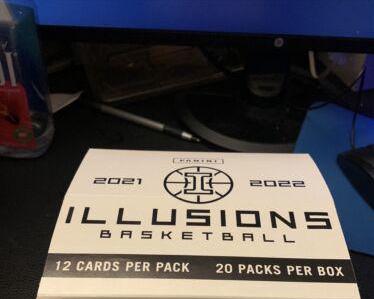 PANINI
2021 2022
ILLUSIONS
BASKETBALL
12 CARDS PER PACK 20 PACKS PER BOX